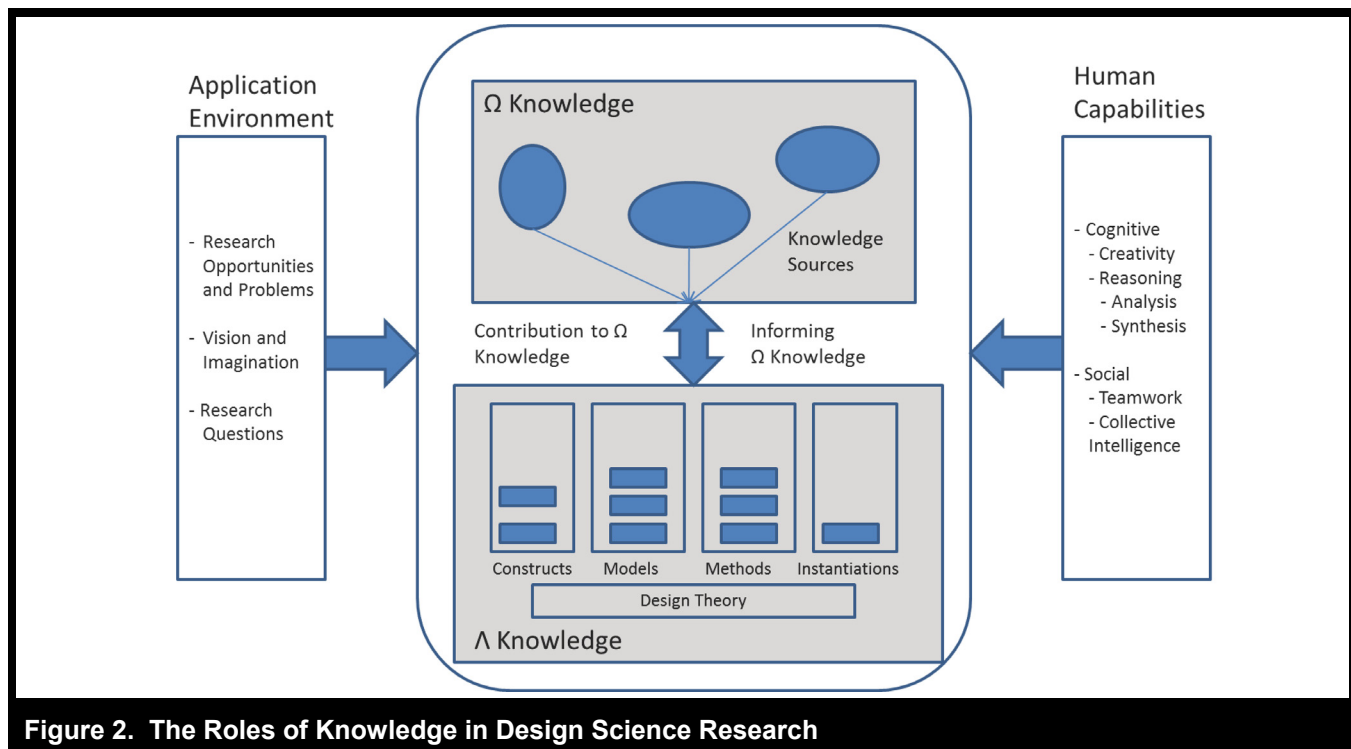 Application
Environment
- Research
Opportunities
and Problems
- Vision and
Imagination
- Research
Questions
Ω Knowledge
Knowledge
Sources
Contribution to Ω
Knowledge
Informing
Ω Knowledge
Constructs
Models
Methods
Instantiations
Design Theory
Λ Knowledge
Human
Capabilities
- Cognitive
- Creativity
- Reasoning
- Analysis
- Synthesis
- Social
- Teamwork
- Collective
Intelligence
Figure 2. The Roles of Knowledge in Design Science Research